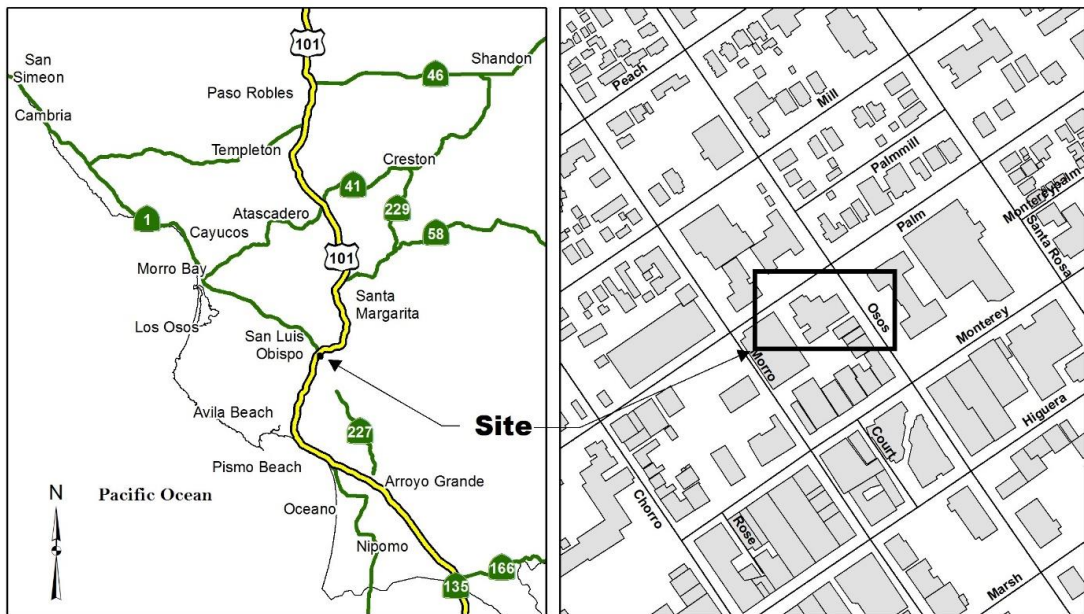 101
San
Simeon
Shandon
46
Paso Robles
Cambria
Templeton
Creston
41
229
1
Atascadero
58
Cayucos
101
Morro Bay
Santa
Margarita
Los Osos
San Luis
Obispo
Avila Beach
Site
227
Pismo Beach
N
Pacific Ocean
Arroyo Grande
Oceano
Nipomo
166
135
Peach
Mill
Palmmill
Montereypalm
Palm
Santa Rosa
Osos
Monterey
Morro
Higuera
Court
Chorro
Rose
Marsh